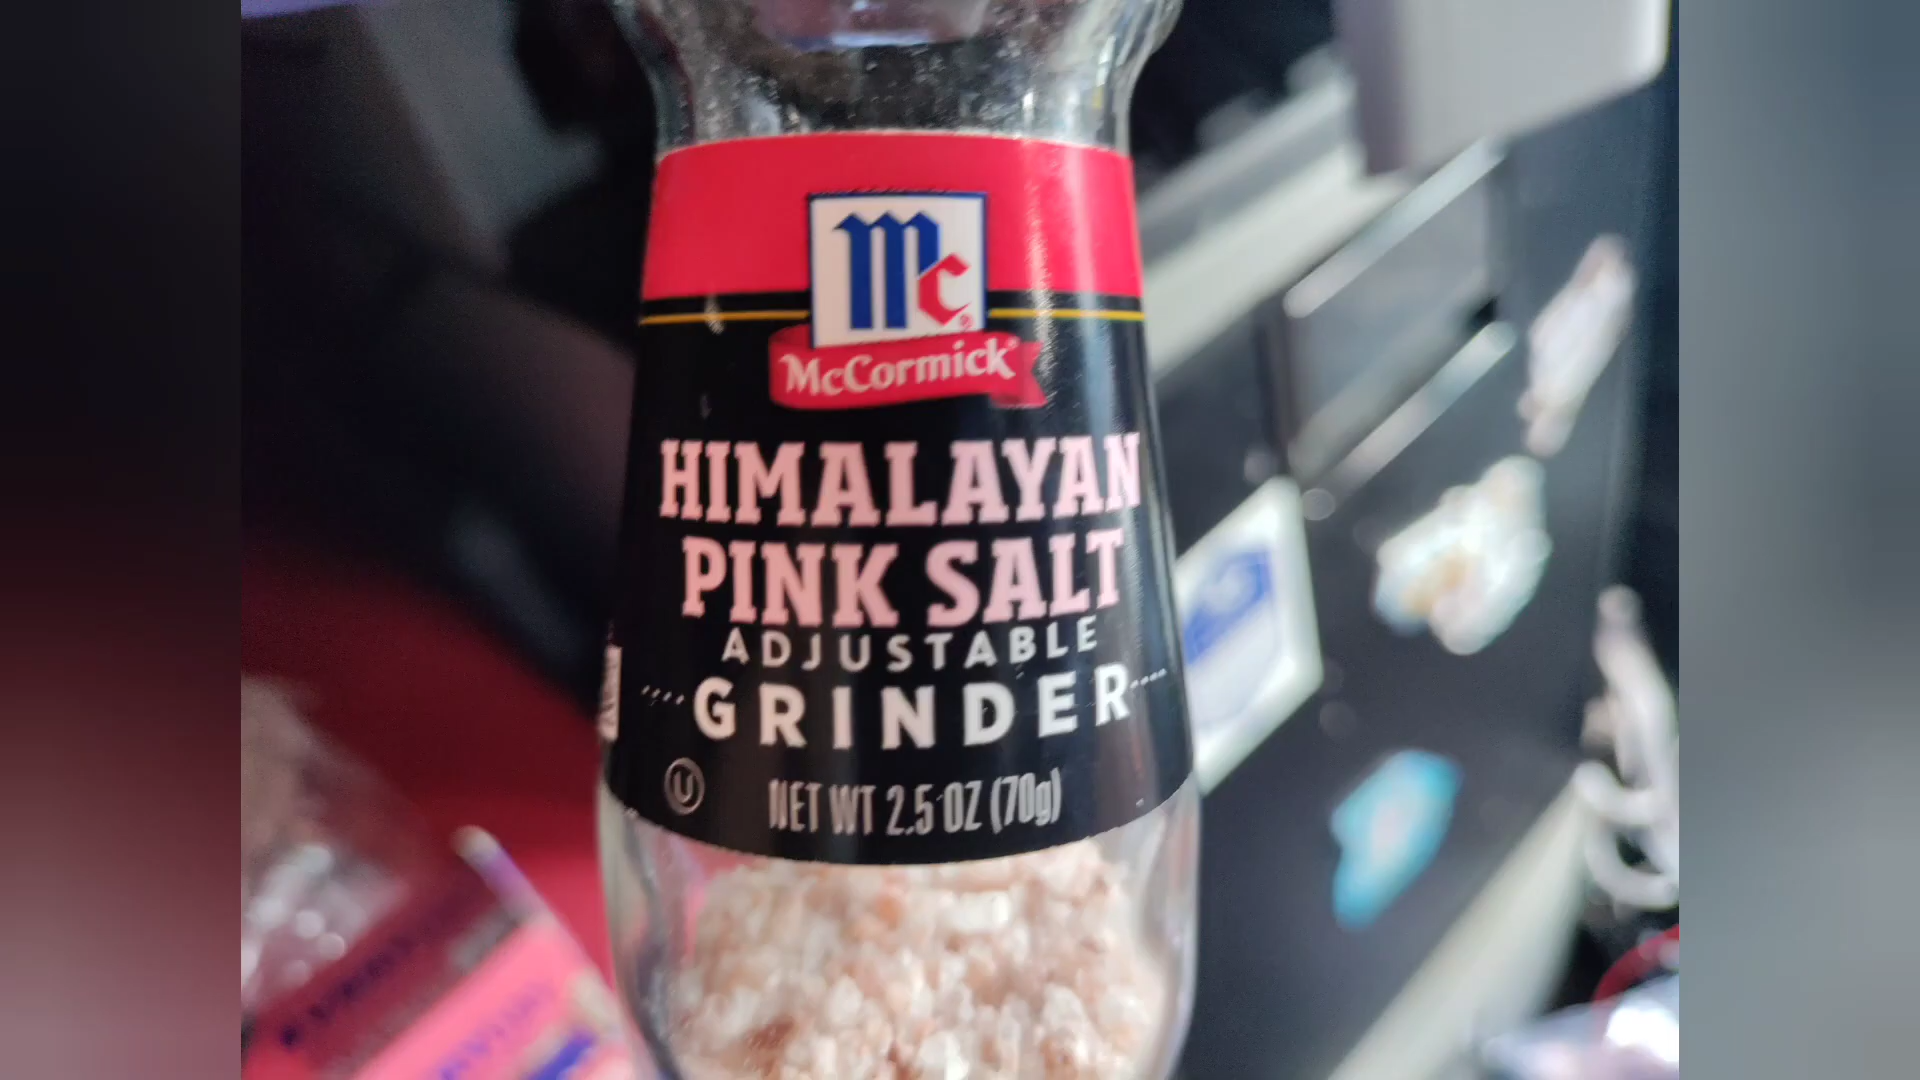 Mc®
McCormick®
HIMALAYAN
PINK SALT
ADJUSTABLE
GRINDER
U
NET WT 2.5 OZ (70g)